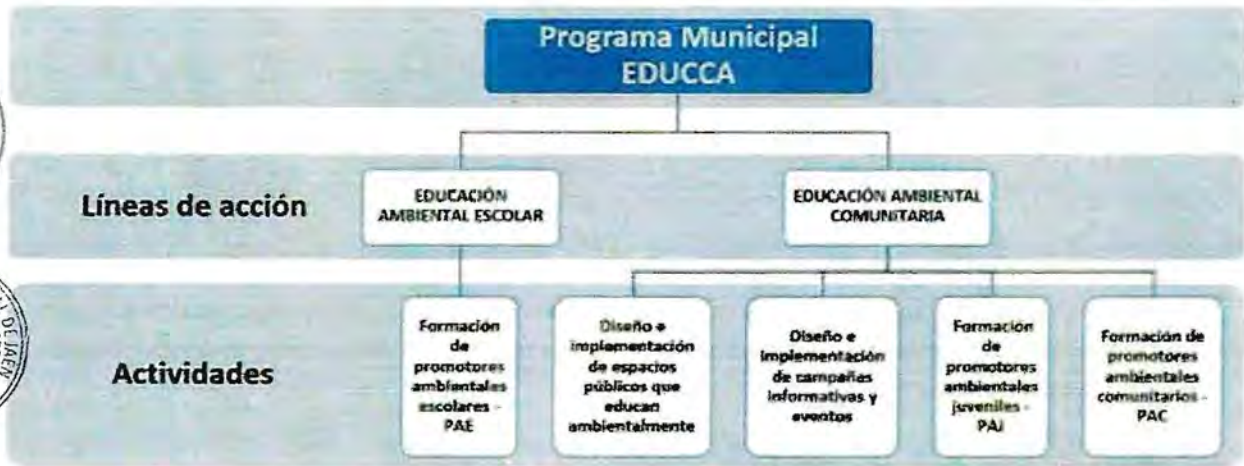 Programa Municipal
EDUCCA
Líneas de acción
EDUCACIÓN
AMBIENTAL ESCOLAR
EDUCACIÓN AMBIENTAL
COMUNITARIA
Actividades
Formación
de
promotores
ambientales
escolares -
PAE
Diseño e
implementación
de espacios
públicos que
educan
ambientalmente
Diseño e
implementación
de campañas
informativas y
eventos
Formación
de
promotores
ambientales
juveniles -
PAJ
Formación de
promotores
ambientales
comunitarios -
PAC
DE JAEN